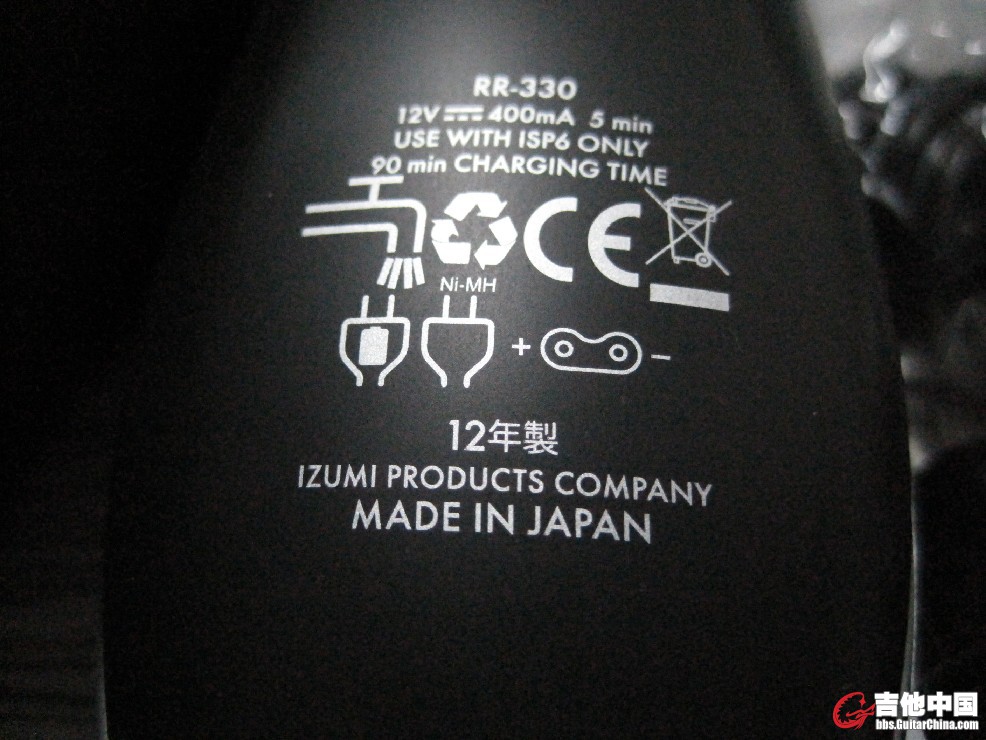 RR-330
12V ⎓ 400mA 5 min
USE WITH ISP6 ONLY
90 min CHARGING TIME
CE
Ni-MH
+ −
12年製
IZUMI PRODUCTS COMPANY
MADE IN JAPAN
吉他中国
bbs.GuitarChina.com